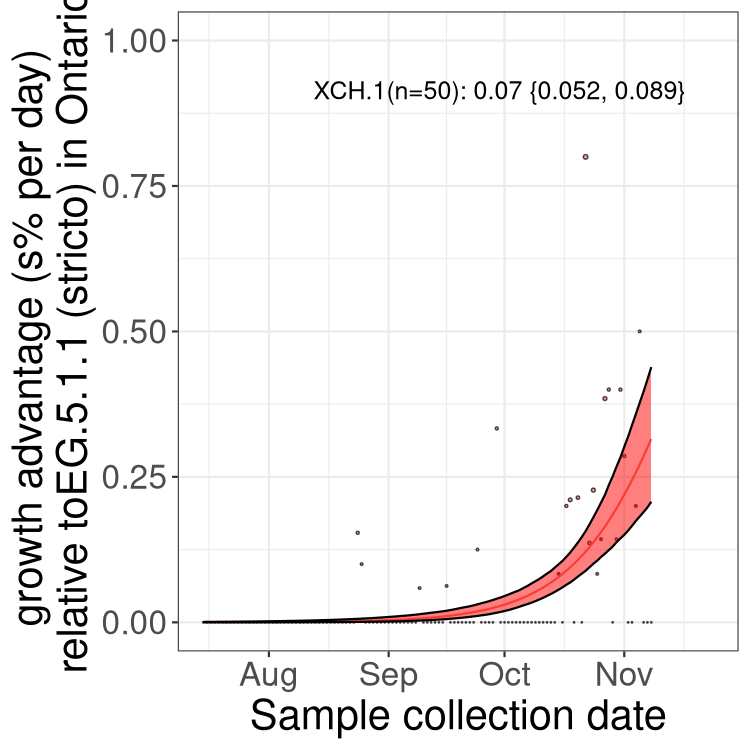 growth advantage (s% per day)
relative toEG.5.1.1 (stricto) in Ontario
1.00
0.75
0.50
0.25
0.00
XCH.1(n=50): 0.07 {0.052, 0.089}
Aug Sep Oct Nov
Sample collection date